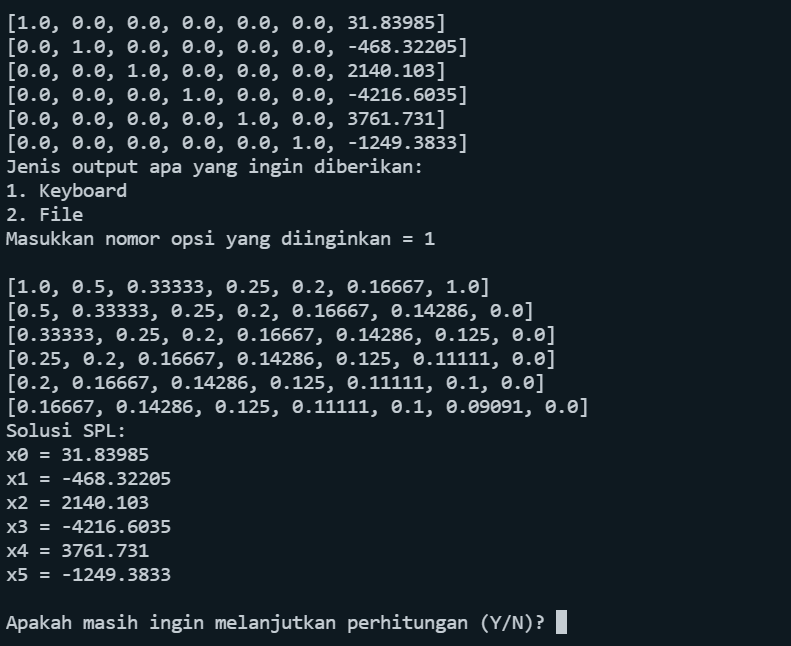 [1.0, 0.0, 0.0, 0.0, 0.0, 0.0, 31.83985]
[0.0, 1.0, 0.0, 0.0, 0.0, 0.0, -468.32205]
[0.0, 0.0, 1.0, 0.0, 0.0, 0.0, 2140.103]
[0.0, 0.0, 0.0, 1.0, 0.0, 0.0, -4216.6035]
[0.0, 0.0, 0.0, 0.0, 1.0, 0.0, 3761.731]
[0.0, 0.0, 0.0, 0.0, 0.0, 1.0, -1249.3833]
Jenis output apa yang ingin diberikan:
1. Keyboard
2. File
Masukkan nomor opsi yang diinginkan = 1
[1.0, 0.5, 0.33333, 0.25, 0.2, 0.16667, 1.0]
[0.5, 0.33333, 0.25, 0.2, 0.16667, 0.14286, 0.0]
[0.33333, 0.25, 0.2, 0.16667, 0.14286, 0.125, 0.0]
[0.25, 0.2, 0.16667, 0.14286, 0.125, 0.11111, 0.0]
[0.2, 0.16667, 0.14286, 0.125, 0.11111, 0.1, 0.0]
[0.16667, 0.14286, 0.125, 0.11111, 0.1, 0.09091, 0.0]
Solusi SPL:
x0 = 31.83985
x1 = -468.32205
x2 = 2140.103
x3 = -4216.6035
x4 = 3761.731
x5 = -1249.3833
Apakah masih ingin melanjutkan perhitungan (Y/N)?